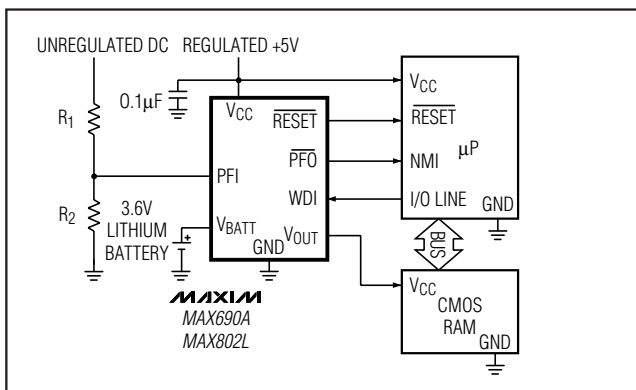 UNREGULATED DC
REGULATED +5V
0.1µF
R1
R2
3.6V
LITHIUM
BATTERY
VCC
RESET
PFO
PFI
WDI
VBATT
GND
VOUT
MAXIM
MAX690A
MAX802L
VCC
RESET
µP
NMI
I/O LINE
GND
BUS
VCC
CMOS
RAM
GND